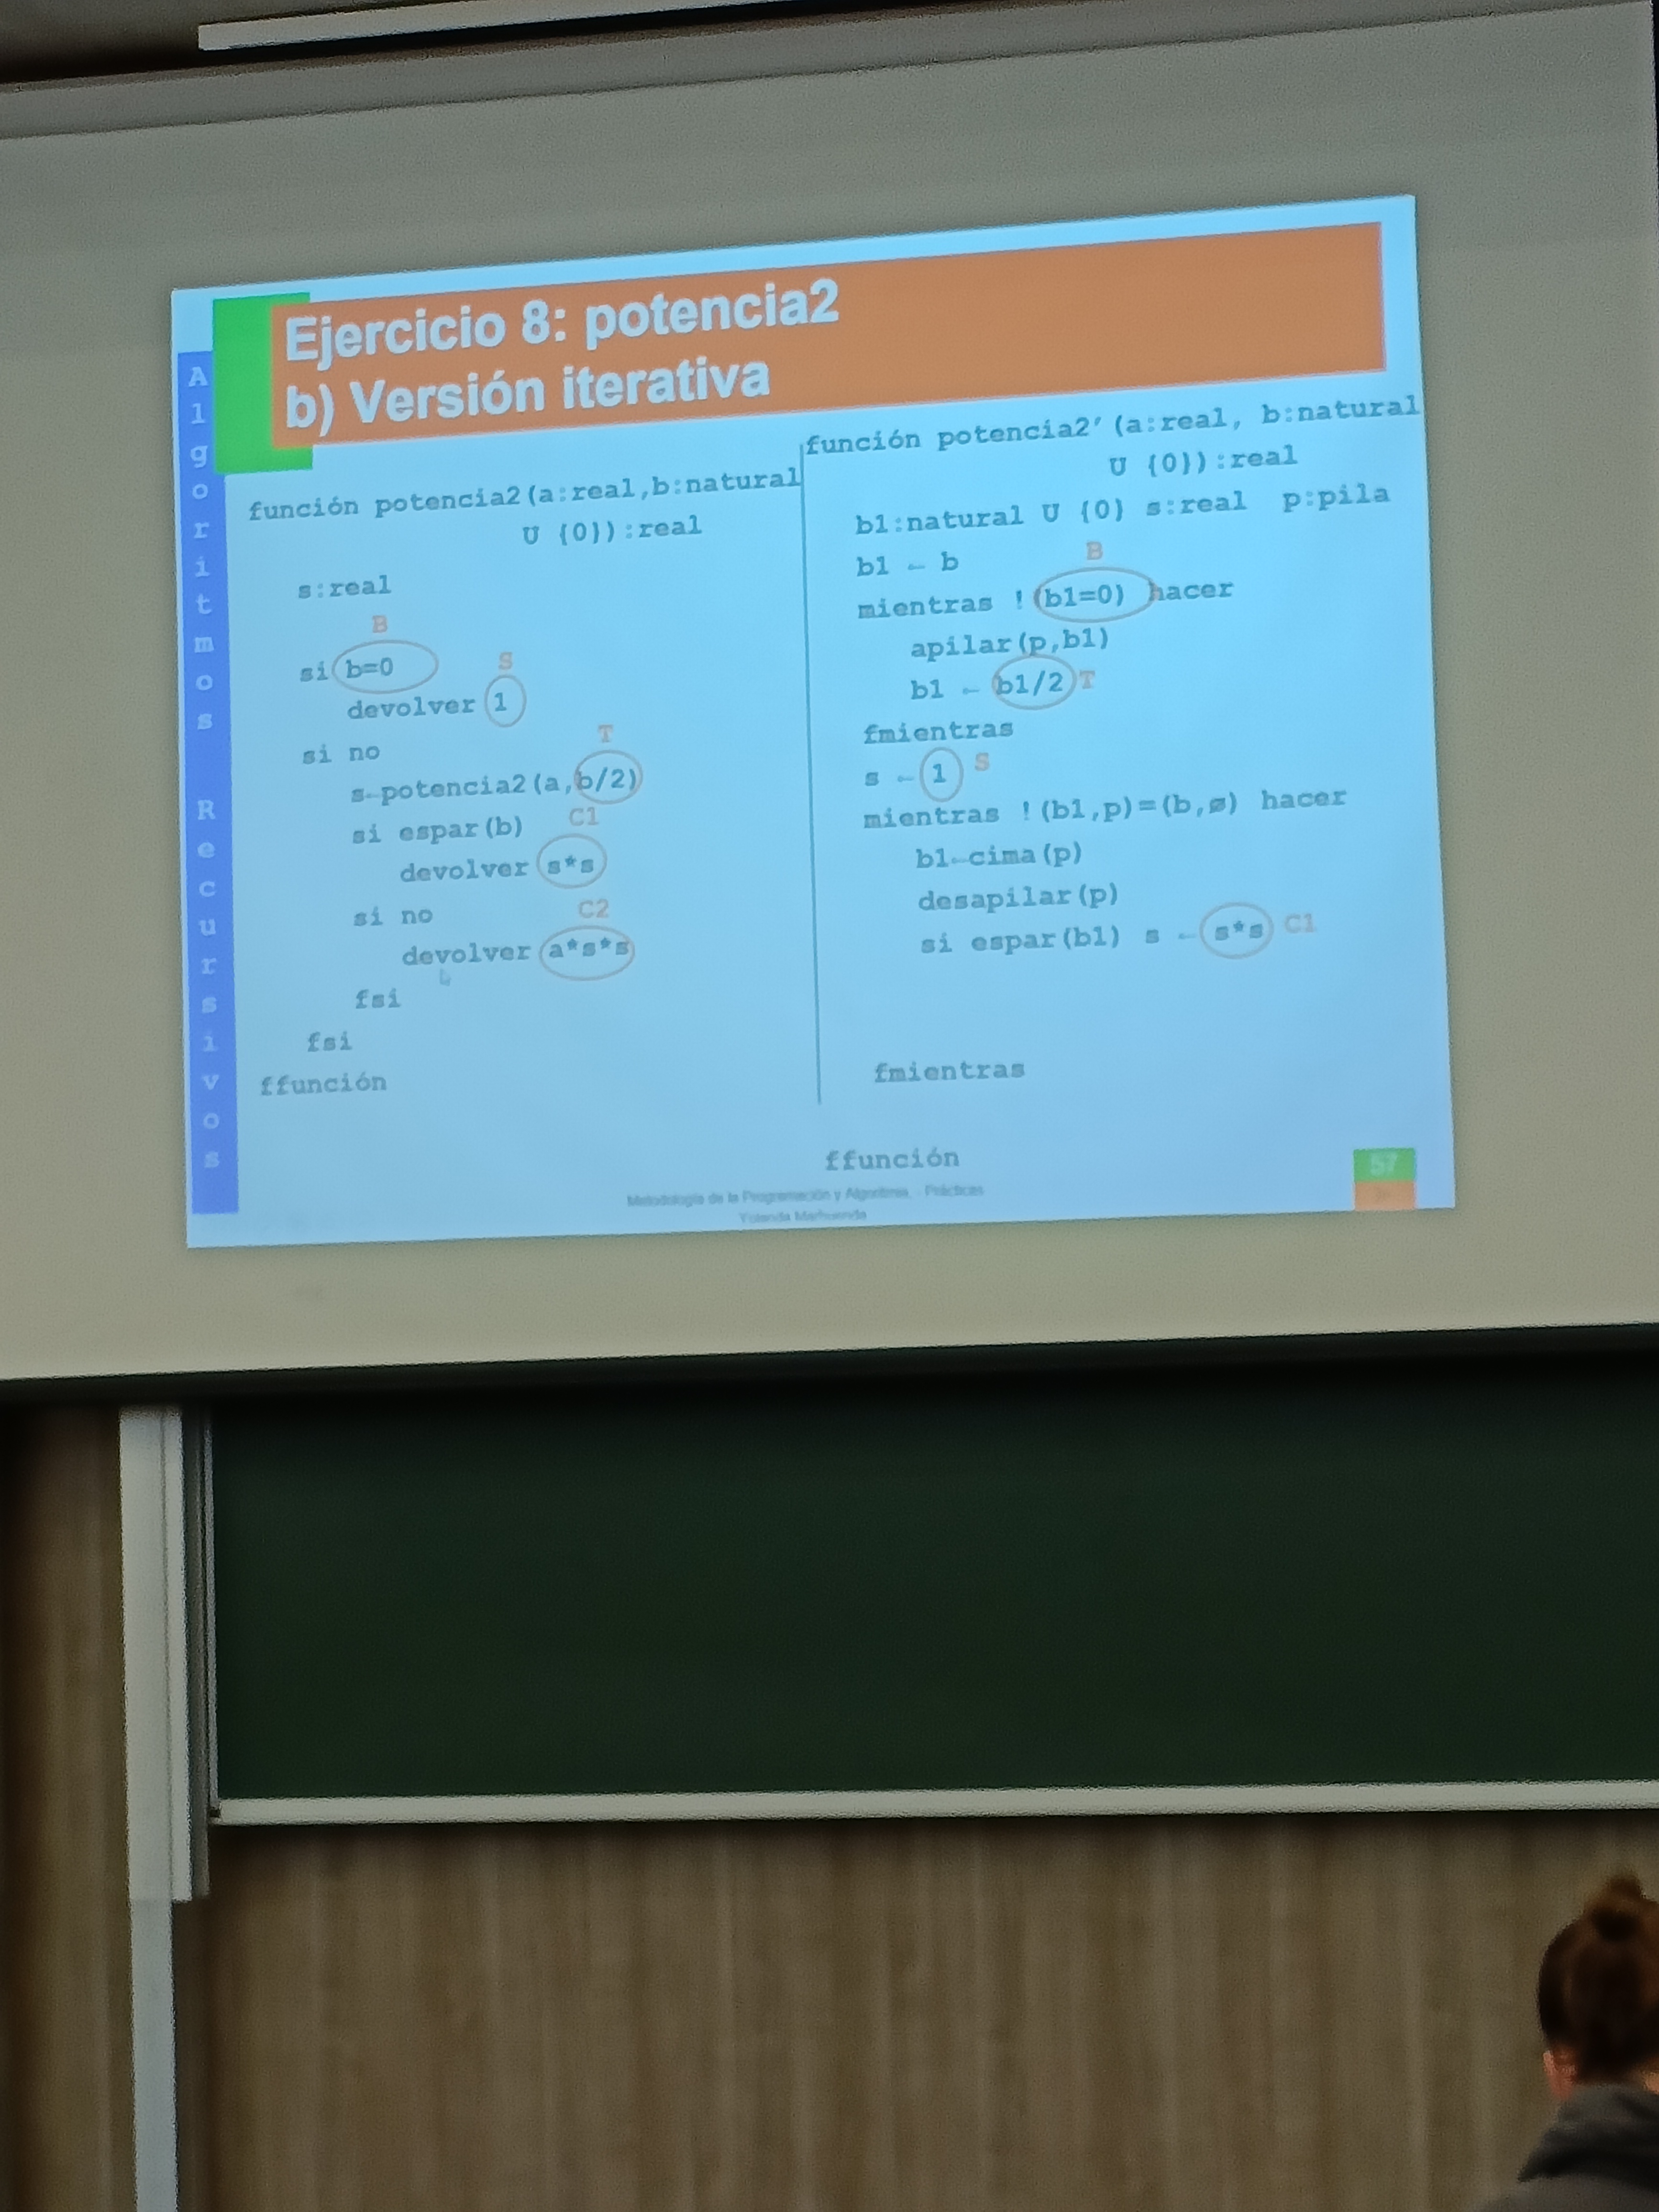 Ejercicio 8: potencia2
b) Versión iterativa
Algoritmos Recursivos
función potencia2(a:real,b:natural
U {0}):real
s:real
B
si b=0
S
devolver 1
si no
T
s←potencia2(a,b/2)
C1
si espar(b)
devolver s*s
C2
si no
devolver a*s*s
fsi
fsi
ffunción
función potencia2'(a:real, b:natural
U {0}):real
b1:natural U {0} s:real p:pila
b1 ← b
B
mientras !(b1=0) hacer
apilar(p,b1)
b1 ← b1/2 T
fmientras
s ← 1 S
mientras !(b1,p)=(b,ø) hacer
b1←cima(p)
desapilar(p)
si espar(b1) s ← s*s C1
fmientras
ffunción
57
Metodología de la Programación y Algoritmia. - Prácticas
Yolanda Marhuenda